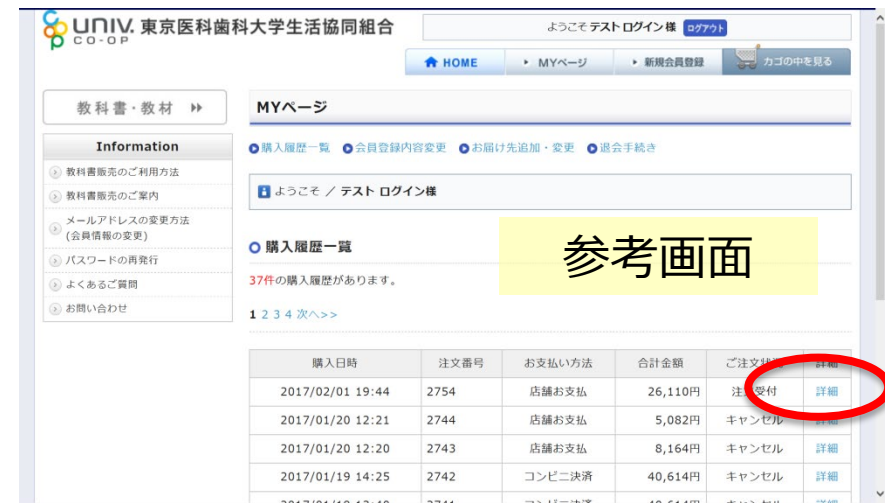 UNIV. 東京医科歯科大学生活協同組合
CO-OP
ようこそ テスト ログイン 様 ログアウト
HOME
MYページ
新規会員登録
カゴの中を見る
教科書・教材
MYページ
Information
購入履歴一覧 会員登録内容変更 お届け先追加・変更 退会手続き
教科書販売のご利用方法
教科書販売のご案内
ようこそ ／ テスト ログイン様
メールアドレスの変更方法
(会員情報の変更)
パスワードの再発行
よくあるご質問
お問い合わせ
購入履歴一覧
参考画面
37件の購入履歴があります。
1 2 3 4 次へ>>
購入日時 注文番号 お支払い方法 合計金額 ご注文状況 詳細
2017/02/01 19:44 2754 店舗お支払 26,110円 注文受付 詳細
2017/01/20 12:21 2744 店舗お支払 5,082円 キャンセル 詳細
2017/01/20 12:20 2743 店舗お支払 8,164円 キャンセル 詳細
2017/01/19 14:25 2742 コンビニ決済 40,614円 キャンセル 詳細